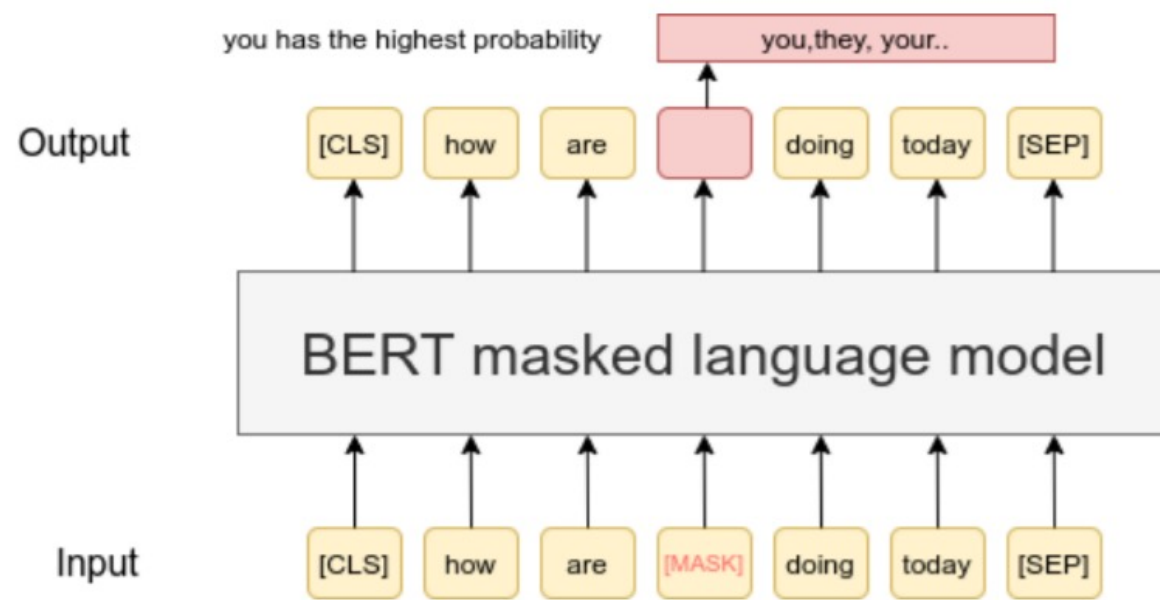 you has the highest probability
you,they, your..
Output
[CLS] how are doing today [SEP]
BERT masked language model
Input
[CLS] how are [MASK] doing today [SEP]